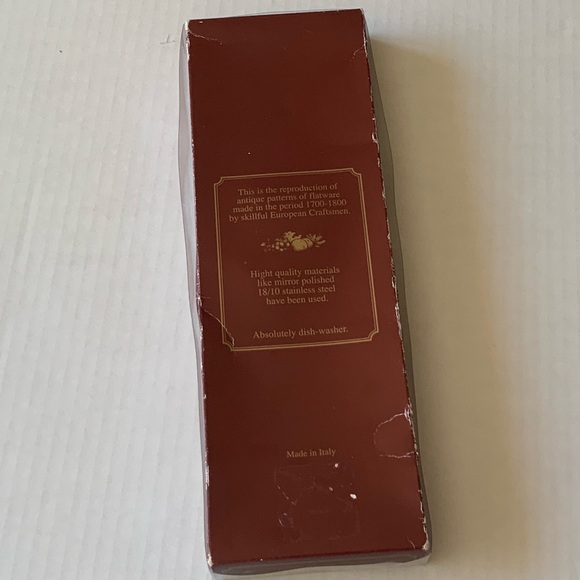 This is the reproduction of
antique patterns of flatware
made in the period 1700-1800
by skillful European Craftsmen.
Hight quality materials
like mirror polished
18/10 stainless steel
have been used.
Absolutely dish-washer.
Made in Italy